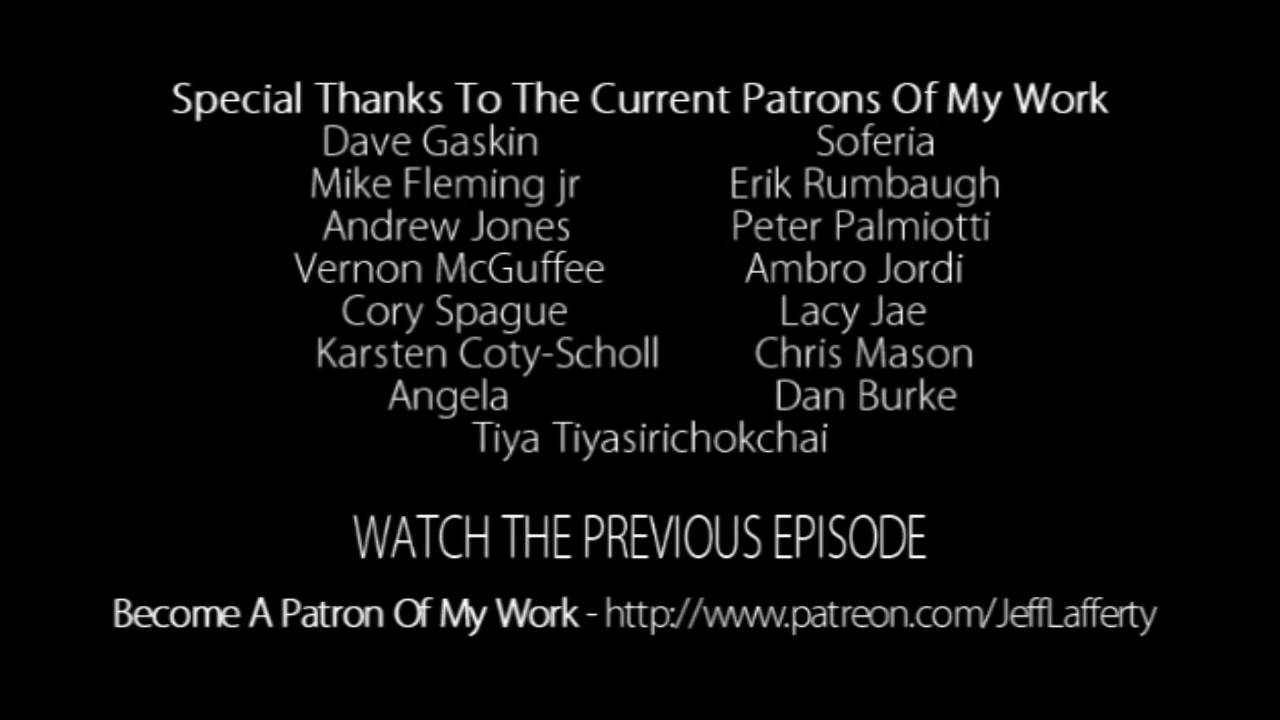 Special Thanks To The Current Patrons Of My Work
Dave Gaskin Soferia
Mike Fleming jr Erik Rumbaugh
Andrew Jones Peter Palmiotti
Vernon McGuffee Ambro Jordi
Cory Spague Lacy Jae
Karsten Coty-Scholl Chris Mason
Angela Dan Burke
Tiya Tiyasirichokchai
WATCH THE PREVIOUS EPISODE
Become A Patron Of My Work - http://www.patreon.com/JeffLafferty